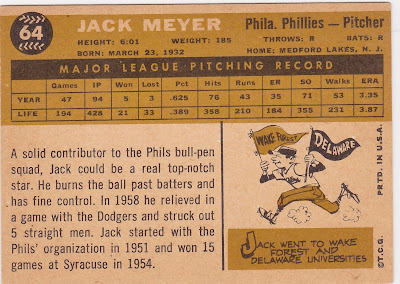 64
JACK MEYER
Phila. Phillies — Pitcher
HEIGHT: 6:01 WEIGHT: 185
THROWS: R BATS: R
BORN: MARCH 23, 1932
HOME: MEDFORD LAKES, N. J.
MAJOR LEAGUE PITCHING RECORD
Games IP Won Lost Pct Hits Runs ER SO Walks ERA
YEAR 47 94 5 3 .625 76 43 35 71 53 3.35
LIFE 194 428 21 33 .389 358 210 184 355 231 3.87
A solid contributor to the Phils bull-pen
squad, Jack could be a real top-notch
star. He burns the ball past batters and
has fine control. In 1958 he relieved in
a game with the Dodgers and struck out
5 straight men. Jack started with the
Phils' organization in 1951 and won 15
games at Syracuse in 1954.
WAKE FOREST
DELAWARE
JACK WENT TO WAKE
FOREST AND
DELAWARE UNIVERSITIES
©T.C.G. PRTD. IN U.S.A.